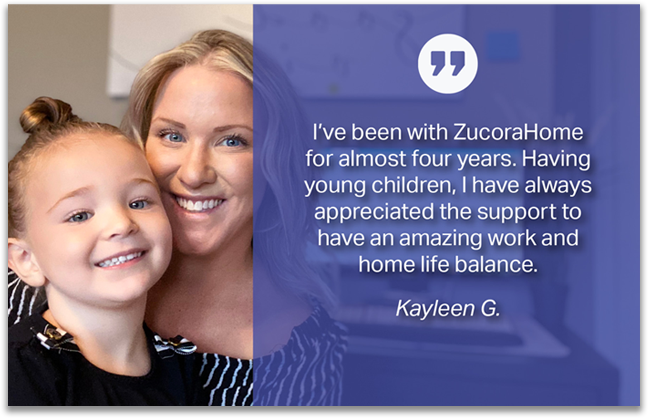 I’ve been with ZucoraHome
for almost four years. Having
young children, I have always
appreciated the support to
have an amazing work and
home life balance.
Kayleen G.